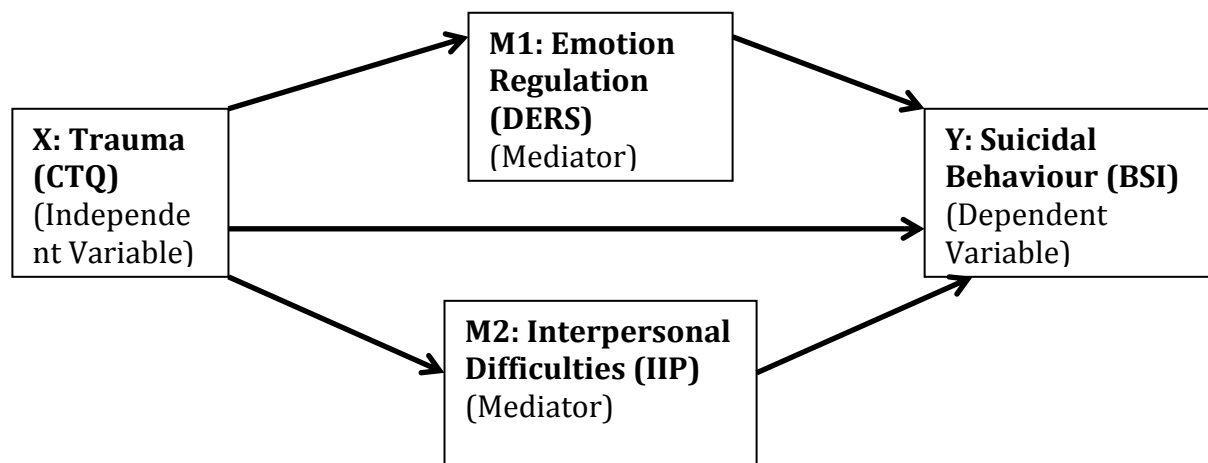 M1: Emotion
Regulation
(DERS)
(Mediator)
X: Trauma
(CTQ)
(Independe
nt Variable)
Y: Suicidal
Behaviour (BSI)
(Dependent
Variable)
M2: Interpersonal
Difficulties (IIP)
(Mediator)